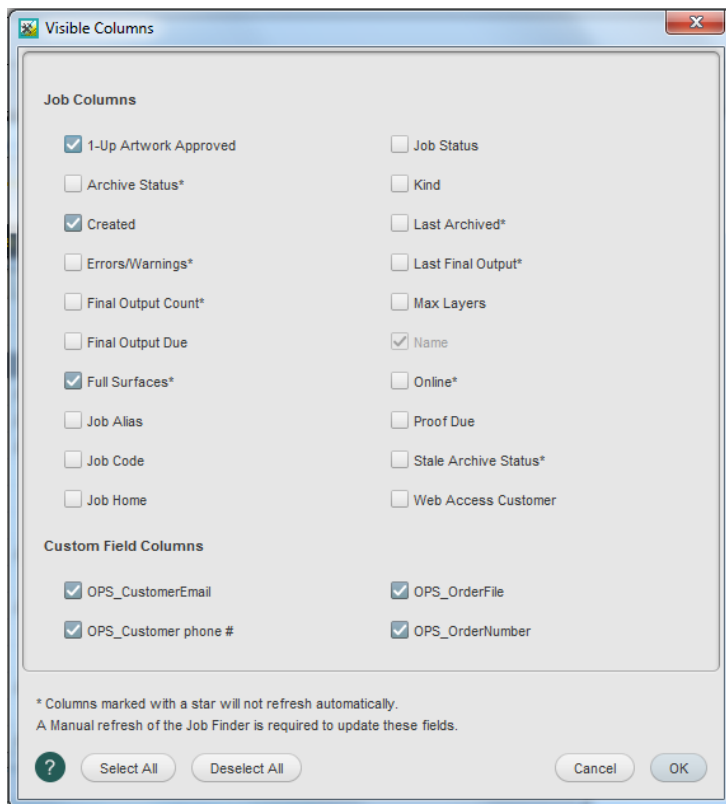 Visible Columns
Job Columns
1-Up Artwork Approved
Job Status
Archive Status*
Kind
Created
Last Archived*
Errors/Warnings*
Last Final Output*
Final Output Count*
Max Layers
Final Output Due
Name
Full Surfaces*
Online*
Job Alias
Proof Due
Job Code
Stale Archive Status*
Job Home
Web Access Customer
Custom Field Columns
OPS_CustomerEmail
OPS_OrderFile
OPS_Customer phone #
OPS_OrderNumber
* Columns marked with a star will not refresh automatically.
A Manual refresh of the Job Finder is required to update these fields.
? Select All Deselect All Cancel OK